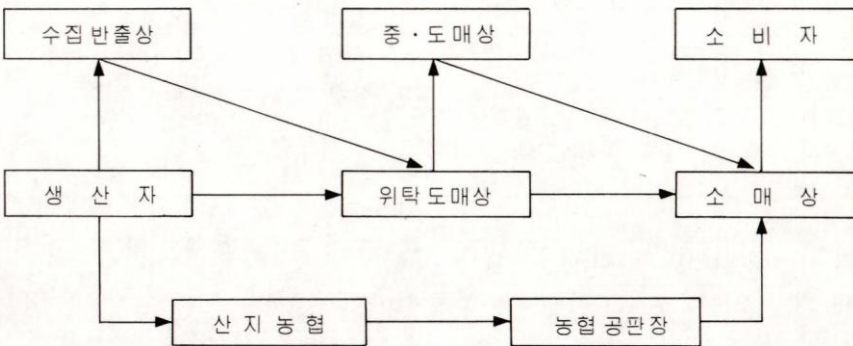 수집반출상
중·도매상
소 비 자
생 산 자
위탁도매상
소 매 상
산 지 농 협
농협공판장